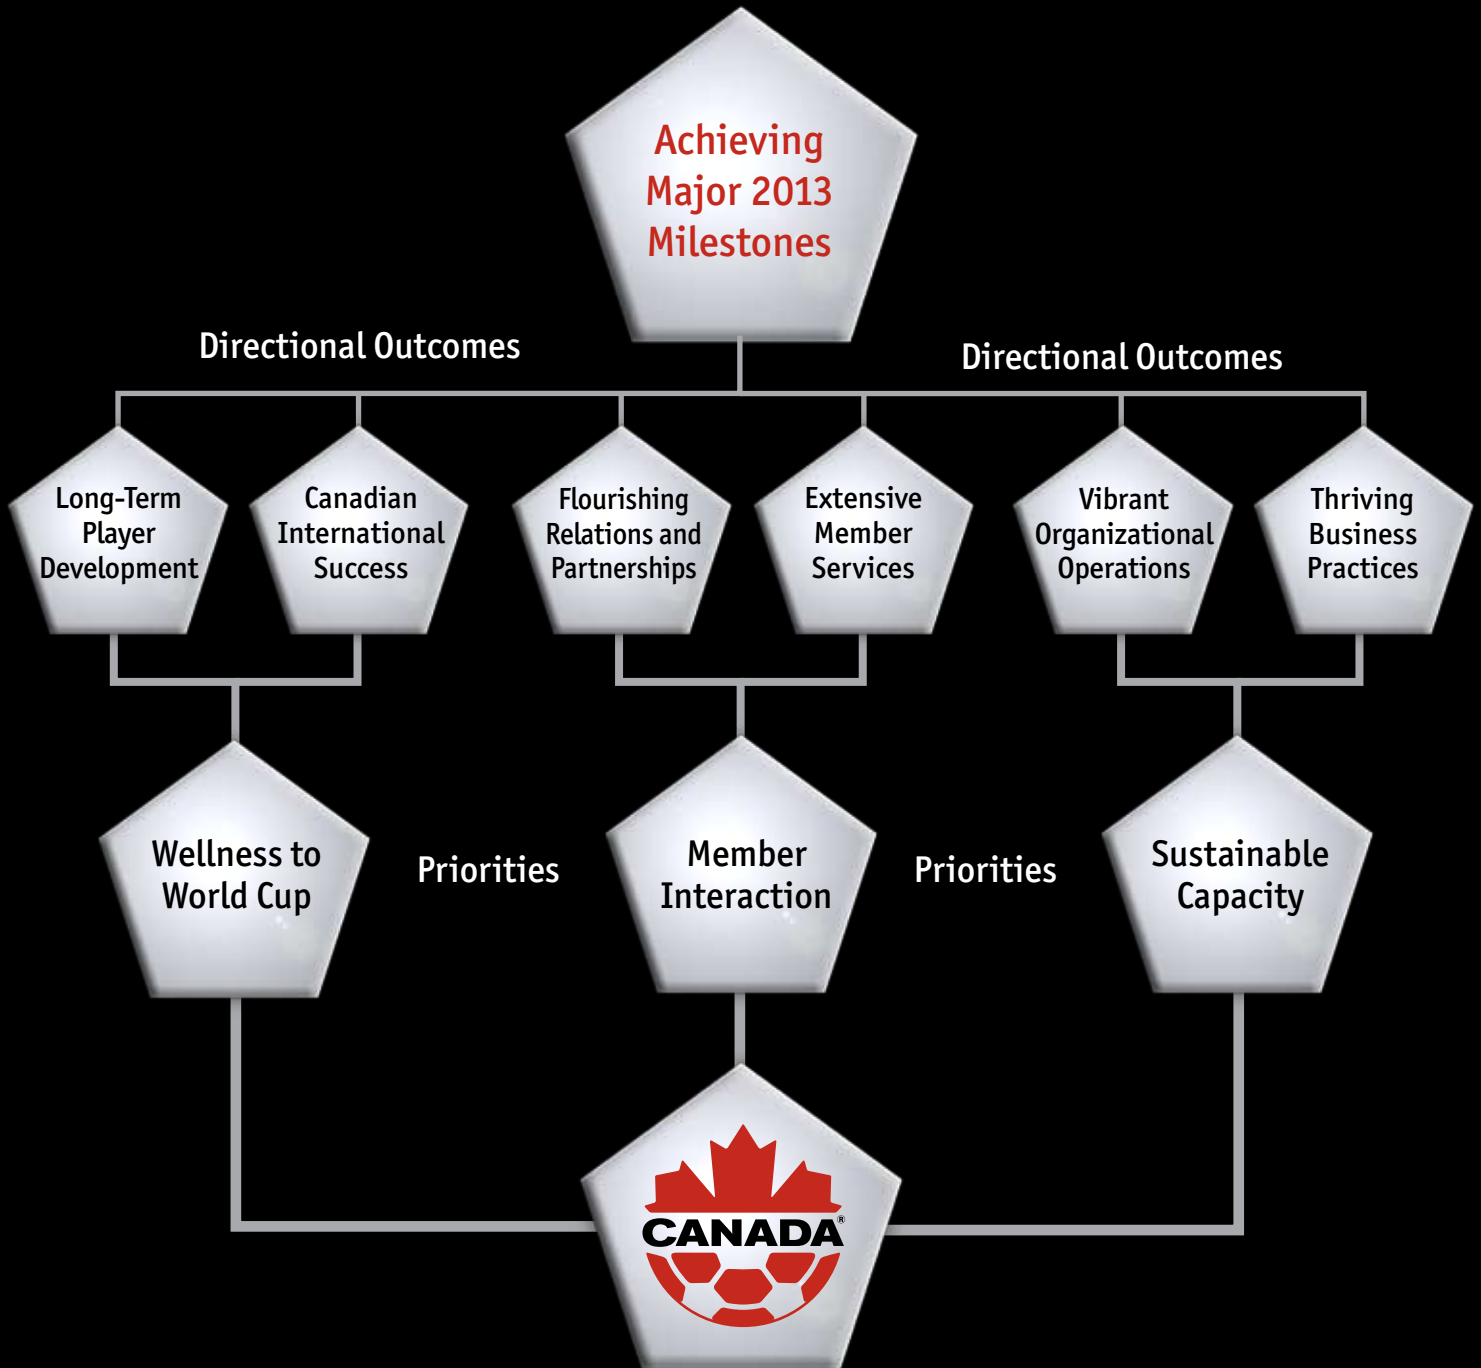 Achieving
Major 2013
Milestones
Directional Outcomes
Directional Outcomes
Long-Term
Player
Development
Canadian
International
Success
Flourishing
Relations and
Partnerships
Extensive
Member
Services
Vibrant
Organizational
Operations
Thriving
Business
Practices
Wellness to
World Cup
Priorities
Member
Interaction
Priorities
Sustainable
Capacity
CANADA®